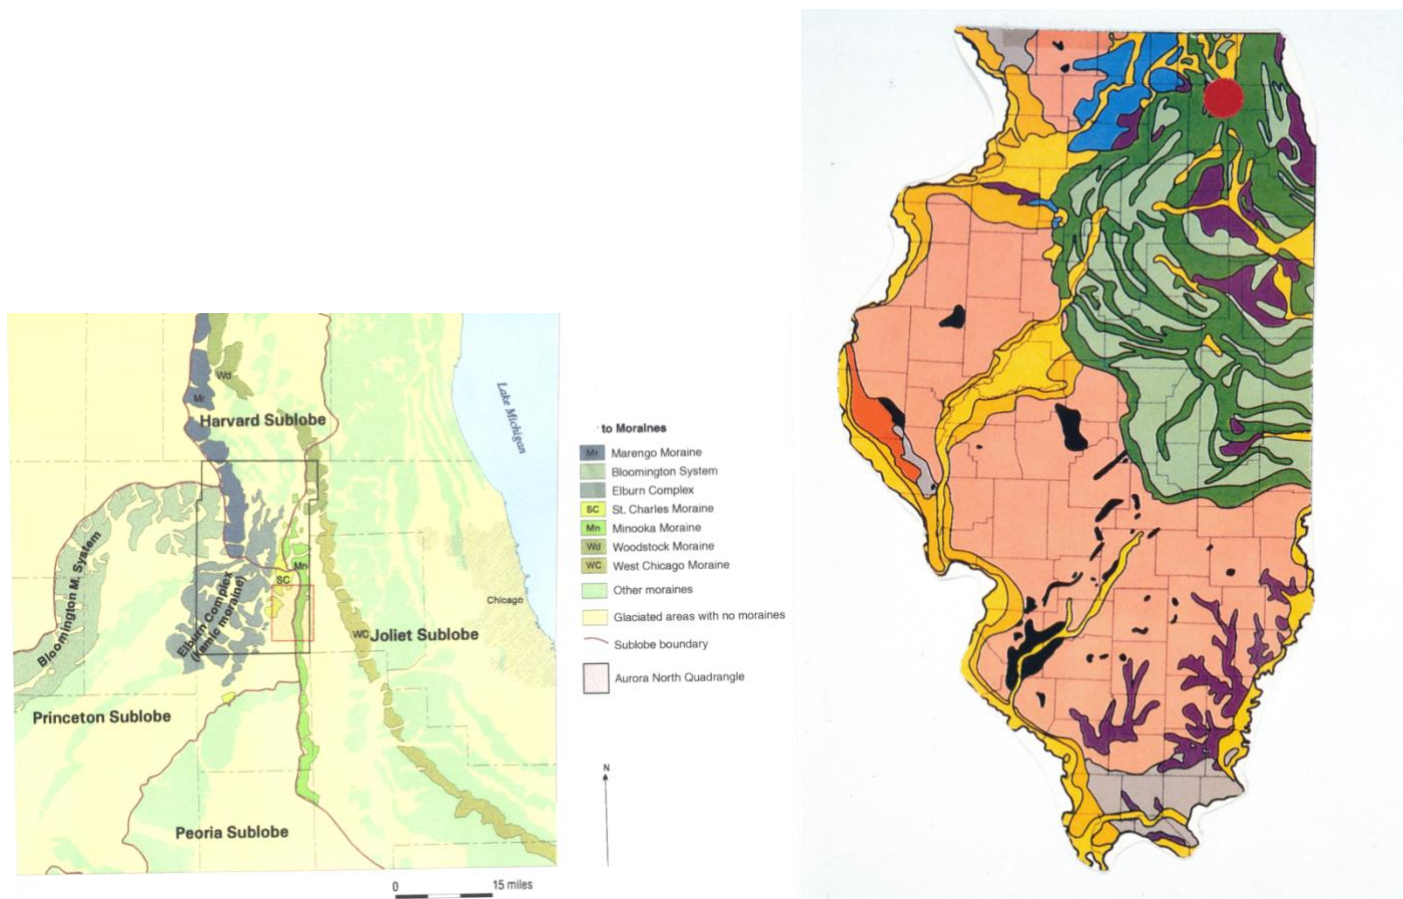 Wd
Mr
Harvard Sublobe
Lake Michigan
Bloomington M. System
Elburn Complex
(kamic moraine)
Mn
SC
Chicago
WC
Joliet Sublobe
Princeton Sublobe
Peoria Sublobe
to Moraines
Mr Marengo Moraine
Bloomington System
Elburn Complex
SC St. Charles Moraine
Mn Minooka Moraine
Wd Woodstock Moraine
WC West Chicago Moraine
Other moraines
Glaciated areas with no moraines
Sublobe boundary
Aurora North Quadrangle
N
0 15 miles